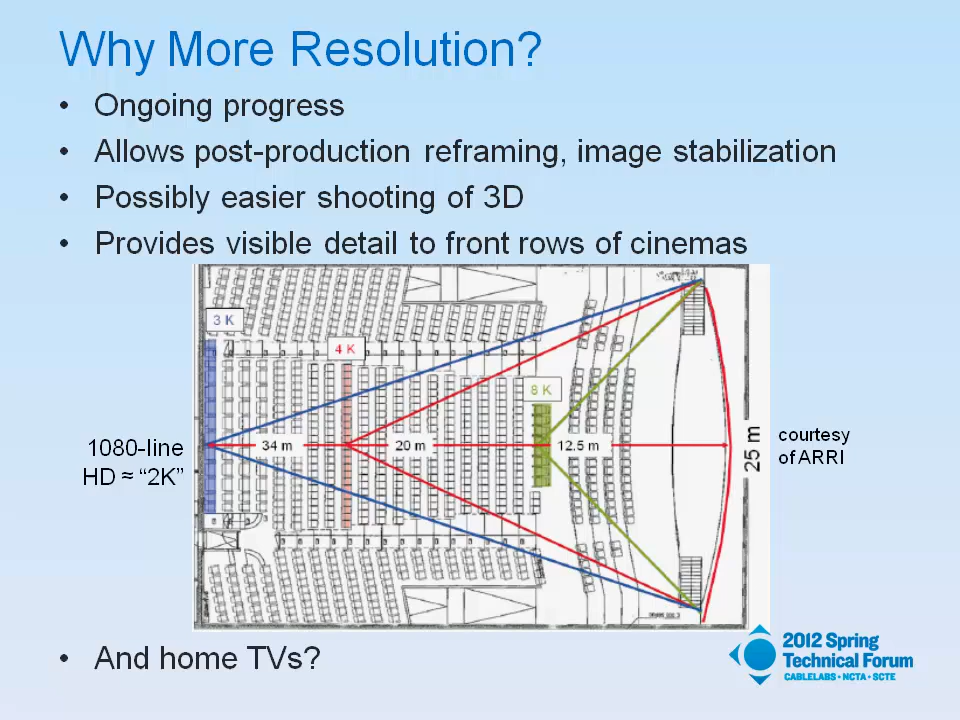 Why More Resolution?
• Ongoing progress
• Allows post-production reframing, image stabilization
• Possibly easier shooting of 3D
• Provides visible detail to front rows of cinemas
3 K
4 K
8 K
1080-line
HD ≈ “2K”
34 m
20 m
12.5 m
25 m
courtesy
of ARRI
• And home TVs?
2012 Spring
Technical Forum
CABLELABS • NCTA • SCTE